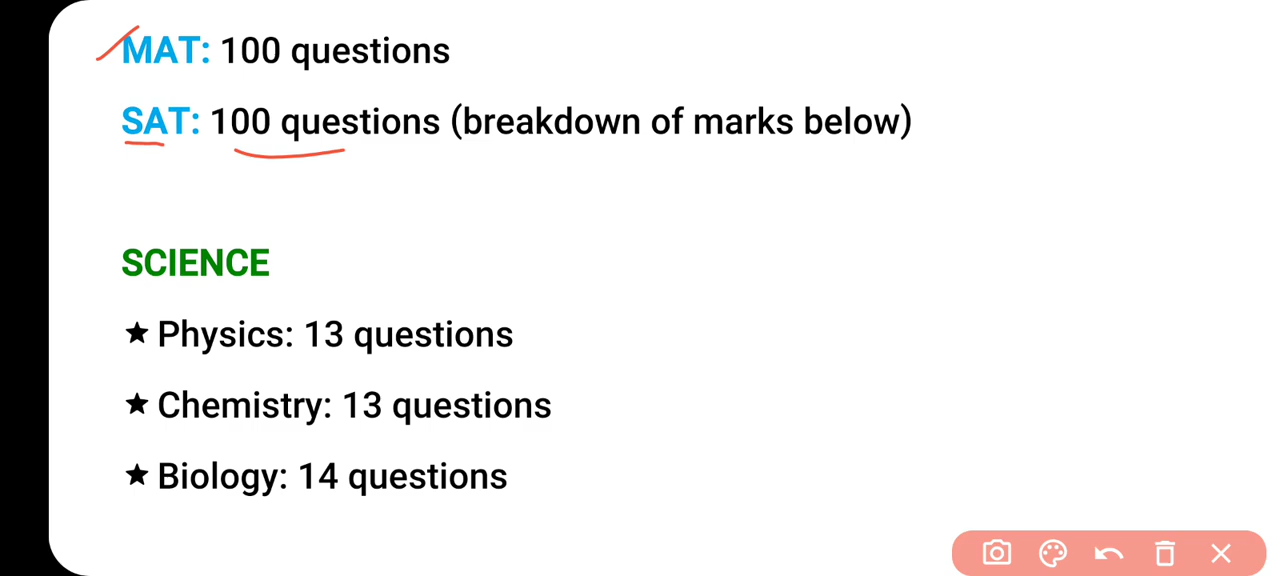 MAT: 100 questions
SAT: 100 questions (breakdown of marks below)
SCIENCE
★ Physics: 13 questions
★ Chemistry: 13 questions
★ Biology: 14 questions